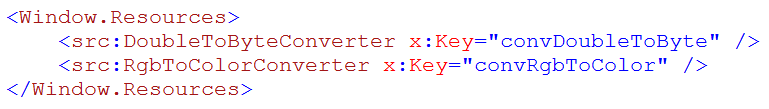 <Window.Resources>
    <src:DoubleToByteConverter x:Key="convDoubleToByte" />
    <src:RgbToColorConverter x:Key="convRgbToColor" />
</Window.Resources>